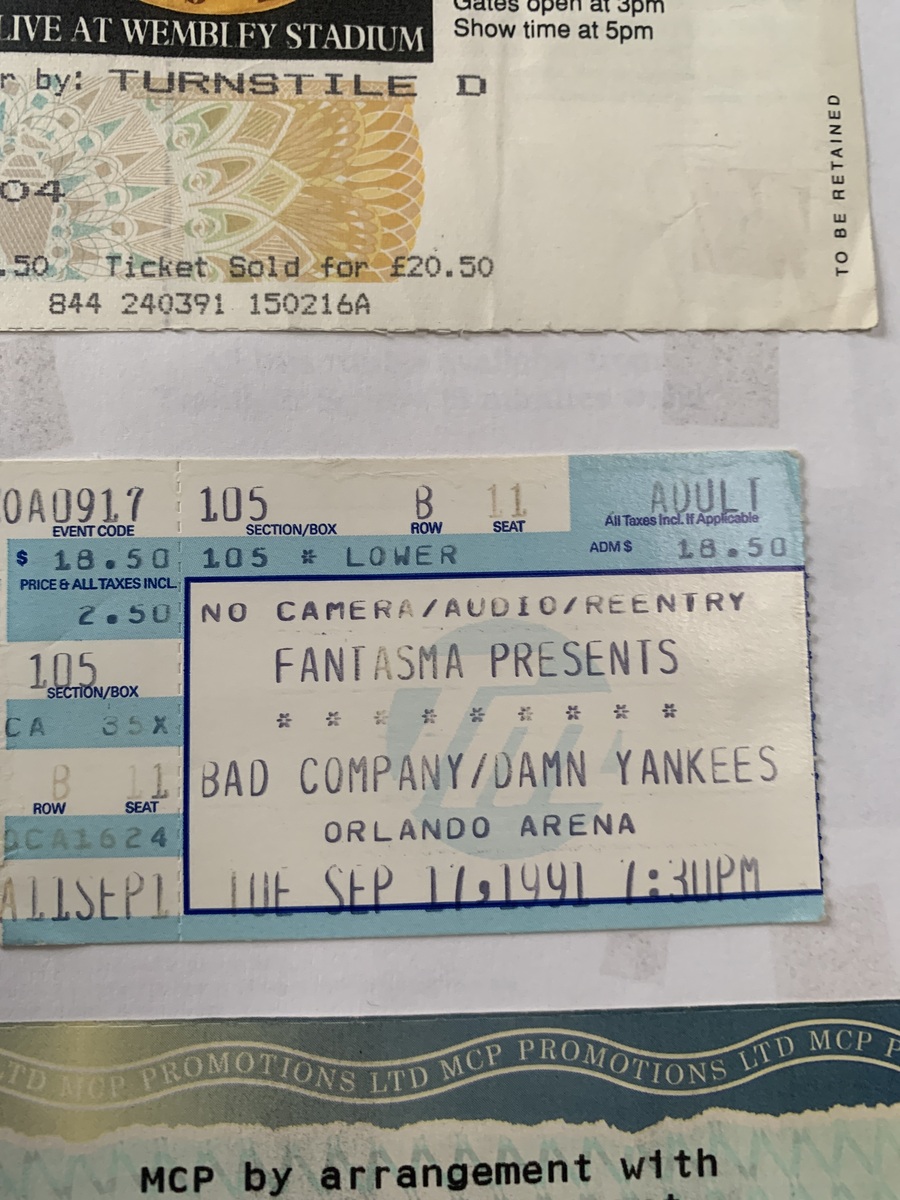 Gates open at 3pm
LIVE AT WEMBLEY STADIUM
Show time at 5pm
r by: TURNSTILE D
TO BE RETAINED
04
.50 Ticket Sold for £20.50
844 240391 150216A
OA0917 105 B 11 ADULT
EVENT CODE SECTION/BOX ROW SEAT All Taxes Incl. If Applicable
$ 18.50 105 * LOWER ADM $ 18.50
PRICE & ALL TAXES INCL.
2.50 NO CAMERA/AUDIO/REENTRY
105 FANTASMA PRESENTS
SECTION/BOX
CA 35X * * * * * * * * *
B 11 BAD COMPANY/DAMN YANKEES
ROW SEAT
OCA1624 ORLANDO ARENA
A11SEP1 TUE SEP 17,1991 7:30PM
LTD MCP PROMOTIONS LTD MCP PROMOTIONS LTD MCP P
MCP by arrangement with